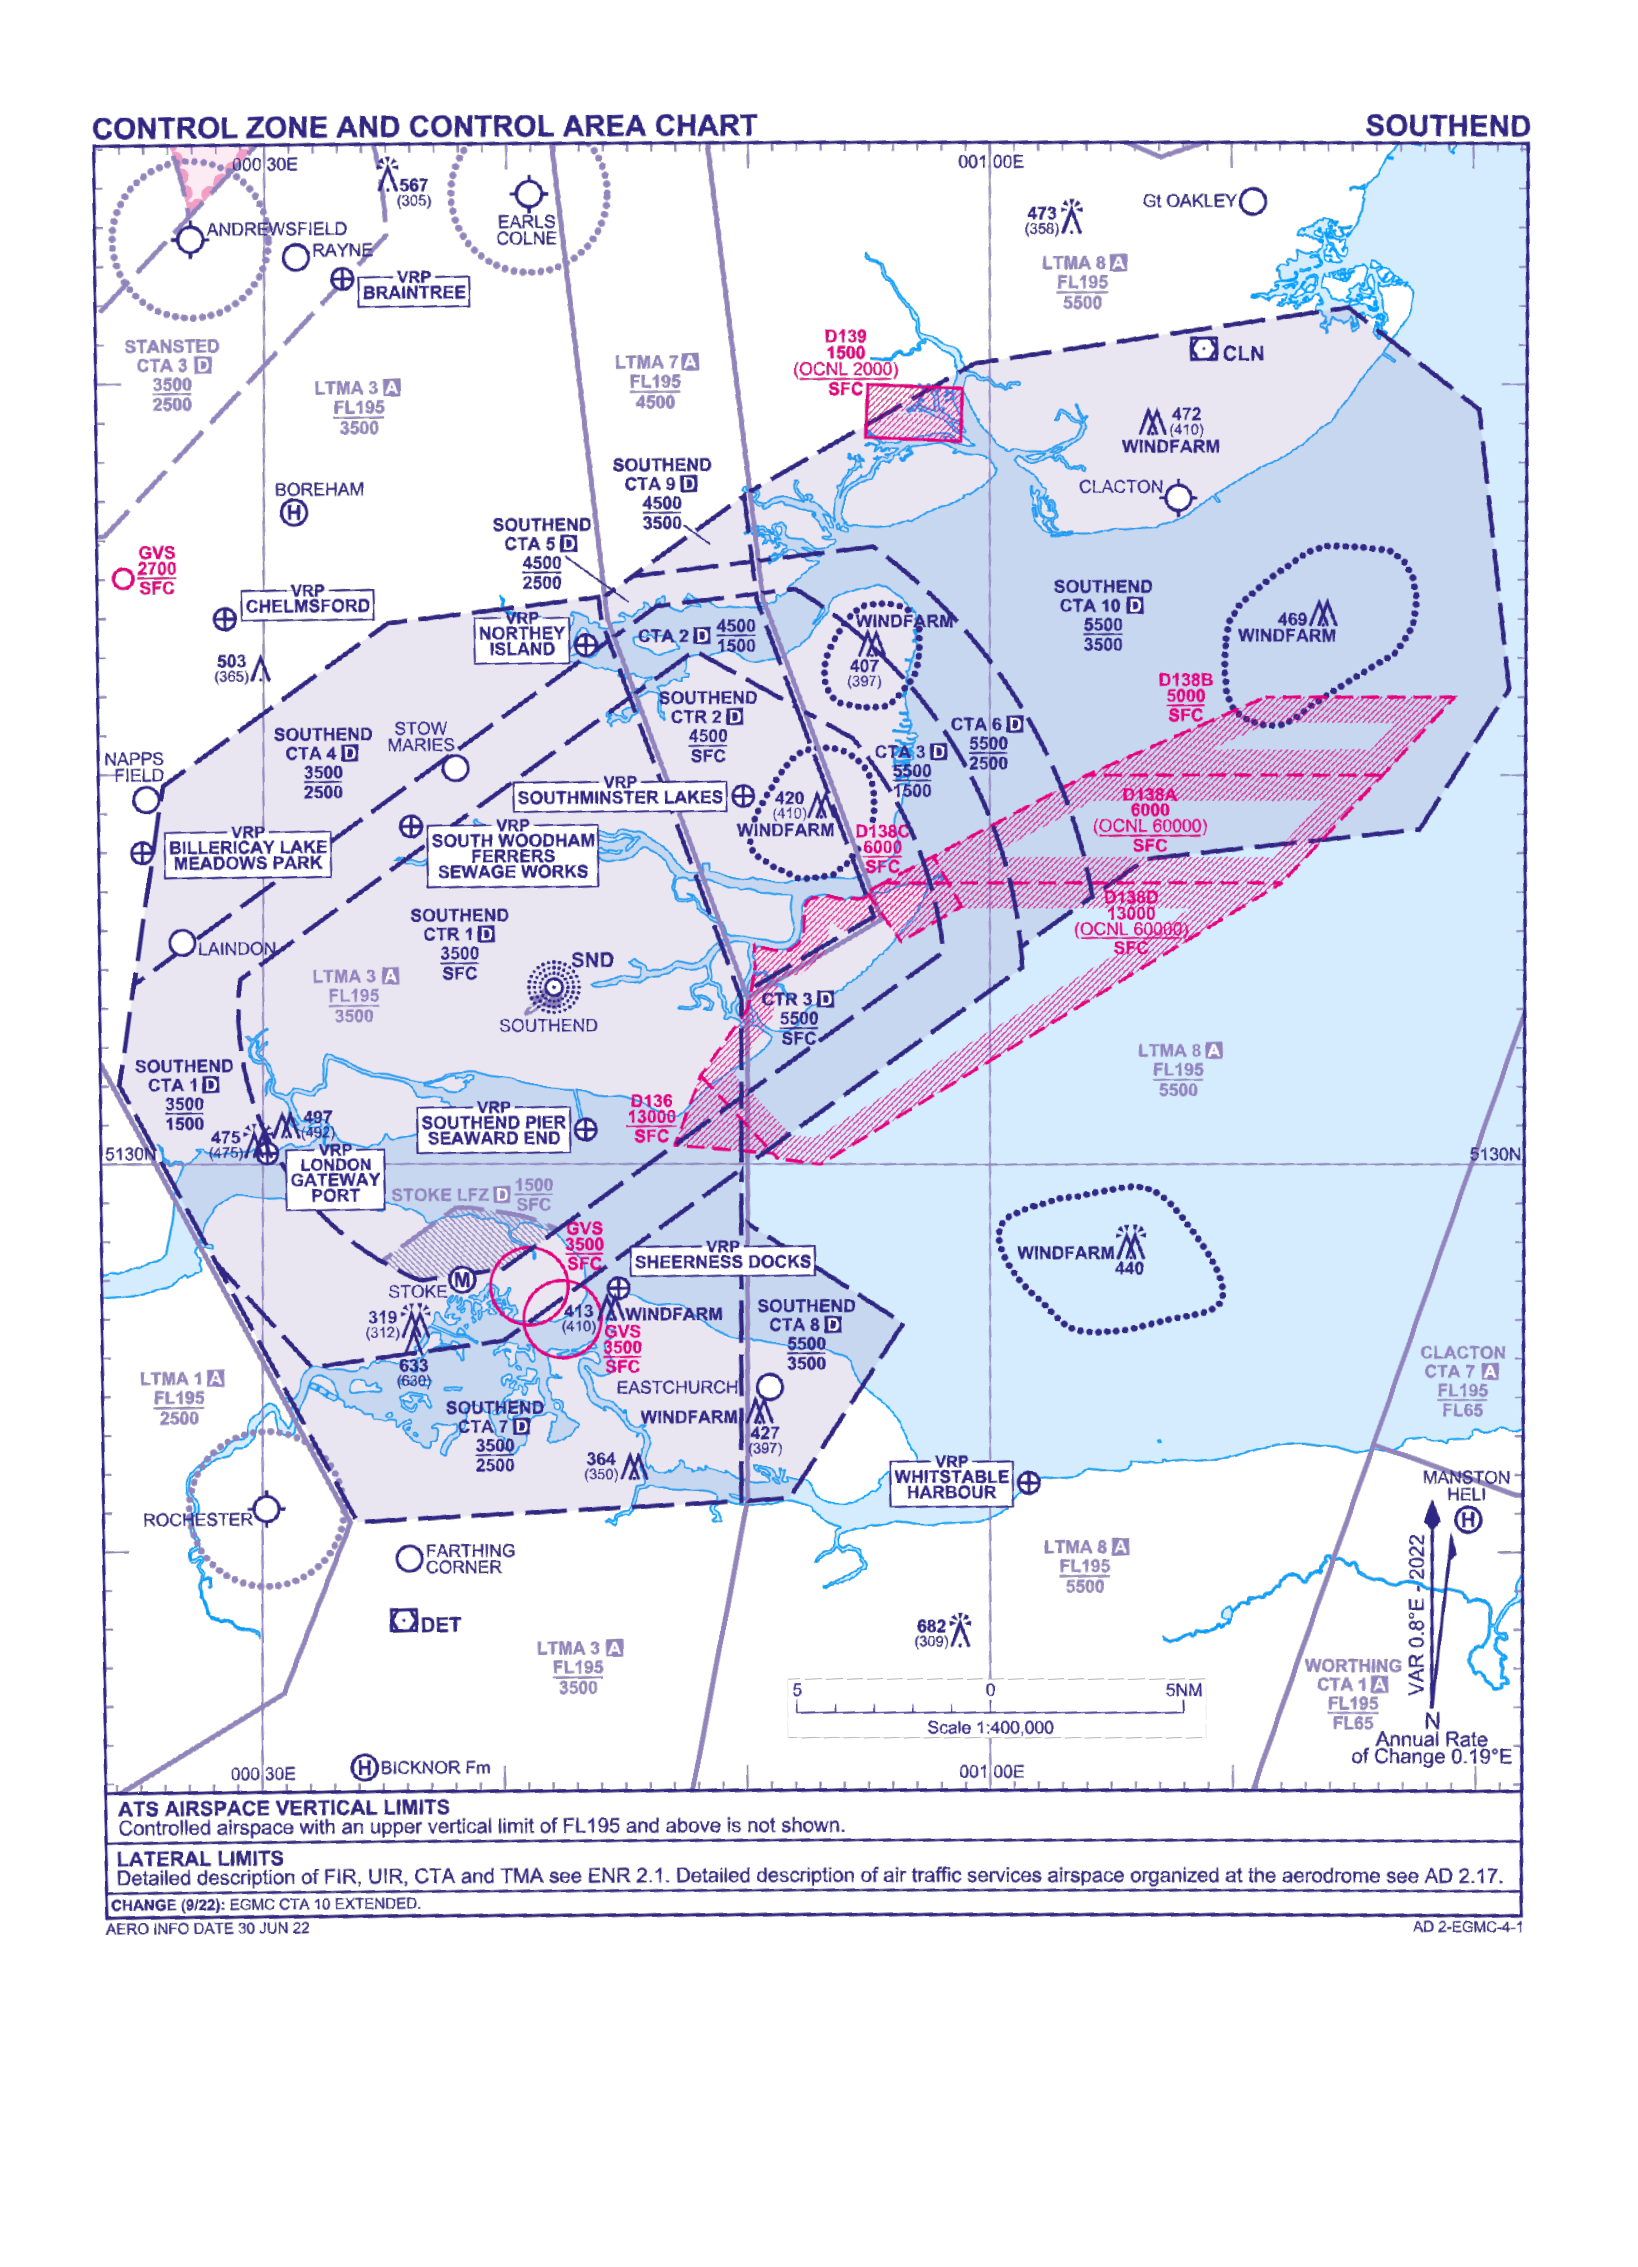 CONTROL ZONE AND CONTROL AREA CHART
SOUTHEND
000 30E
001 00E
567
(305)
EARLS
COLNE
ANDREWSFIELD
RAYNE
VRP
BRAINTREE
473
(358)
Gt OAKLEY
LTMA 8 A
FL195
5500
STANSTED
CTA 3 D
3500
2500
LTMA 3 A
FL195
3500
LTMA 7 A
FL195
4500
D139
1500
(OCNL 2000)
SFC
CLN
472
(410)
WINDFARM
CLACTON
BOREHAM
H
SOUTHEND
CTA 9 D
4500
3500
SOUTHEND
CTA 5 D
4500
2500
GVS
2700
SFC
VRP
CHELMSFORD
VRP
NORTHEY
ISLAND
CTA 2 D 4500
1500
WINDFARM
407
(397)
SOUTHEND
CTA 10 D
5500
3500
469
WINDFARM
503
(365)
SOUTHEND
CTR 2 D
4500
SFC
D138B
5000
SFC
SOUTHEND
CTA 4 D
3500
2500
STOW
MARIES
CTA 6 D
5500
2500
CTA 3 D
5500
1500
NAPPS
FIELD
VRP
SOUTHMINSTER LAKES
420
(410)
WINDFARM
D138A
6000
(OCNL 60000)
SFC
D138C
6000
SFC
VRP
BILLERICAY LAKE
MEADOWS PARK
VRP
SOUTH WOODHAM
FERRERS
SEWAGE WORKS
SOUTHEND
CTR 1 D
3500
SFC
D138D
13000
(OCNL 60000)
SFC
LAINDON
LTMA 3 A
FL195
3500
SND
SOUTHEND
CTR 3 D
5500
SFC
LTMA 8 A
FL195
5500
SOUTHEND
CTA 1 D
3500
1500
497
(492)
475
(475)
VRP
SOUTHEND PIER
SEAWARD END
D136
13000
SFC
5130N
5130N
VRP
LONDON
GATEWAY
PORT
STOKE LFZ D 1500
SFC
GVS
3500
SFC
VRP
SHEERNESS DOCKS
WINDFARM
440
STOKE
M
319
(312)
633
(630)
413
(410)
WINDFARM
GVS
3500
SFC
SOUTHEND
CTA 8 D
5500
3500
EASTCHURCH
LTMA 1 A
FL195
2500
CLACTON
CTA 7 A
FL195
FL65
SOUTHEND
CTA 7 D
3500
2500
WINDFARM
427
(397)
364
(350)
VRP
WHITSTABLE
HARBOUR
MANSTON
HELI
H
ROCHESTER
FARTHING
CORNER
LTMA 8 A
FL195
5500
DET
682
(309)
LTMA 3 A
FL195
3500
WORTHING
CTA 1 A
FL195
FL65
VAR 0.8°E - 2022
N
Annual Rate
of Change 0.19°E
5 0 5NM
Scale 1:400,000
H BICKNOR Fm
000 30E
001 00E
ATS AIRSPACE VERTICAL LIMITS
Controlled airspace with an upper vertical limit of FL195 and above is not shown.
LATERAL LIMITS
Detailed description of FIR, UIR, CTA and TMA see ENR 2.1. Detailed description of air traffic services airspace organized at the aerodrome see AD 2.17.
CHANGE (9/22): EGMC CTA 10 EXTENDED.
AERO INFO DATE 30 JUN 22
AD 2-EGMC-4-1